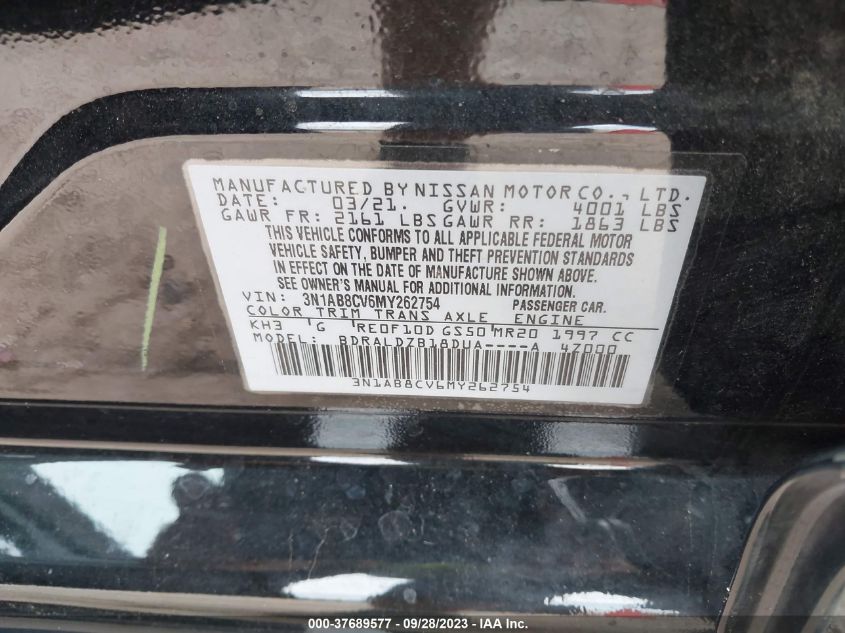 MANUFACTURED BY NISSAN MOTOR CO., LTD.
DATE: 03/21. GVWR: 4001 LBS
GAWR FR: 2161 LBS GAWR RR: 1863 LBS
THIS VEHICLE CONFORMS TO ALL APPLICABLE FEDERAL MOTOR
VEHICLE SAFETY, BUMPER AND THEFT PREVENTION STANDARDS
IN EFFECT ON THE DATE OF MANUFACTURE SHOWN ABOVE.
SEE OWNER'S MANUAL FOR ADDITIONAL INFORMATION.
VIN: 3N1AB8CV6MY262754 PASSENGER CAR.
COLOR TRIM TRANS AXLE ENGINE
KH3 'G 'RE0F10D GS50'MR20 1997 CC
MODEL: BDRALDZB18DUA----A 4Z000
3N1AB8CV6MY262754
000-37689577 - 09/28/2023 - IAA Inc.